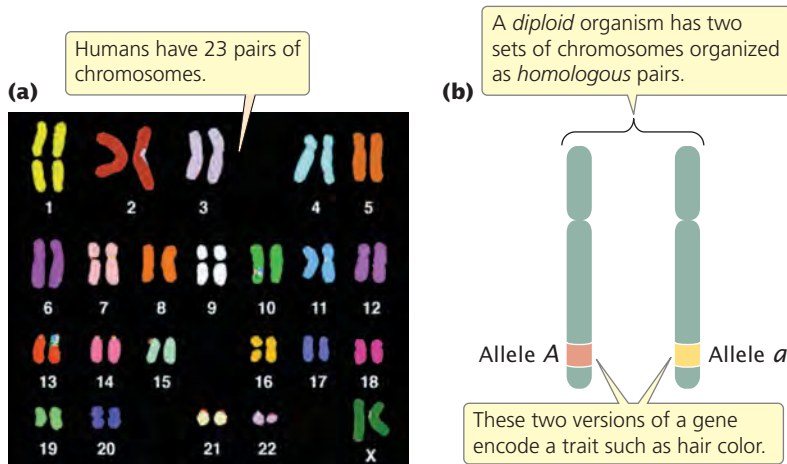 Humans have 23 pairs of
chromosomes.
(a)
1 2 3 4 5
6 7 8 9 10 11 12
13 14 15 16 17 18
19 20 21 22 X
A diploid organism has two
sets of chromosomes organized
as homologous pairs.
(b)
Allele A Allele a
These two versions of a gene
encode a trait such as hair color.